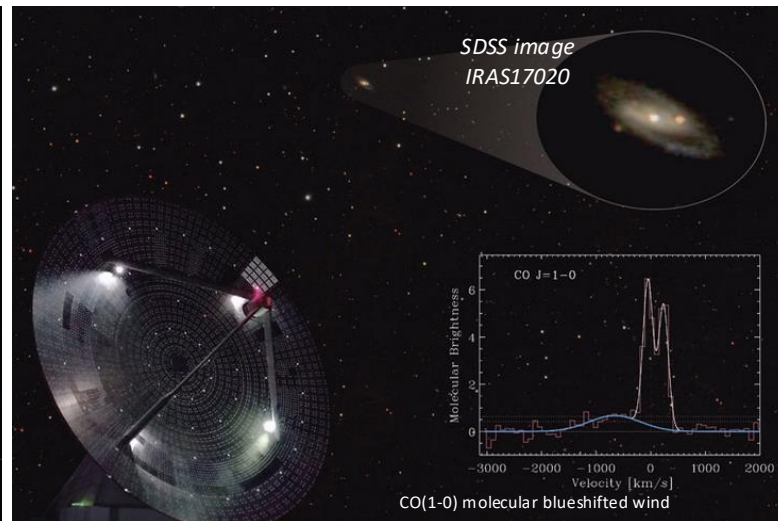 SDSS image
IRAS17020
CO J=1-0
Molecular Brightness
6
4
2
0
-3000 -2000 -1000 0 1000 2000
Velocity [km/s]
CO(1-0) molecular blueshifted wind